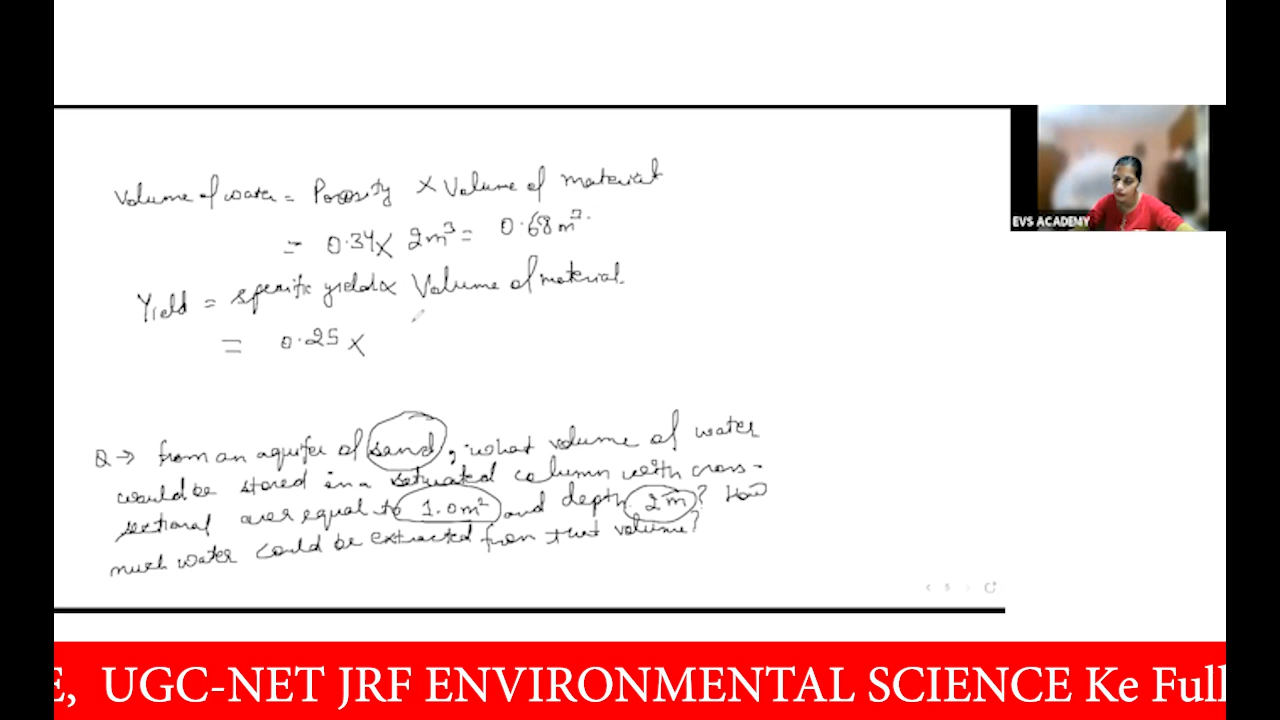 Volume of water = Porosity × Volume of material
= 0.34 × 2m³ = 0.68 m³.
Yield = specific yield × Volume of material.
= 0.25 ×
EVS ACADEMY
Q → from an aquifer of sand, what volume of water
would be stored in a saturated column with cross-
sectional area equal to 1.0m² and depth 2m? How
much water could be extracted from that volume?
< 5 >
E, UGC-NET JRF ENVIRONMENTAL SCIENCE Ke Full